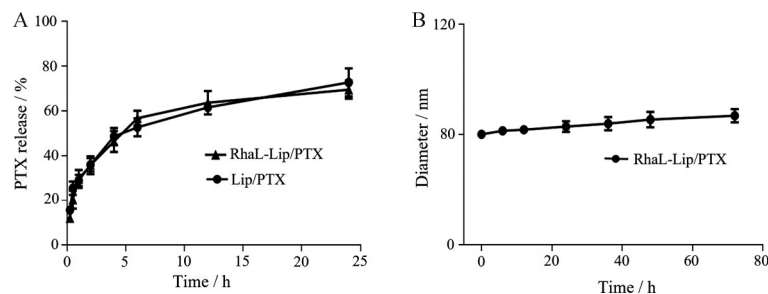 A
PTX release / %
100
80
60
40
20
0
RhaL-Lip/PTX
Lip/PTX
0 5 10 15 20 25
Time / h
B
Diameter / nm
120
80
40
0
RhaL-Lip/PTX
0 20 40 60 80
Time / h